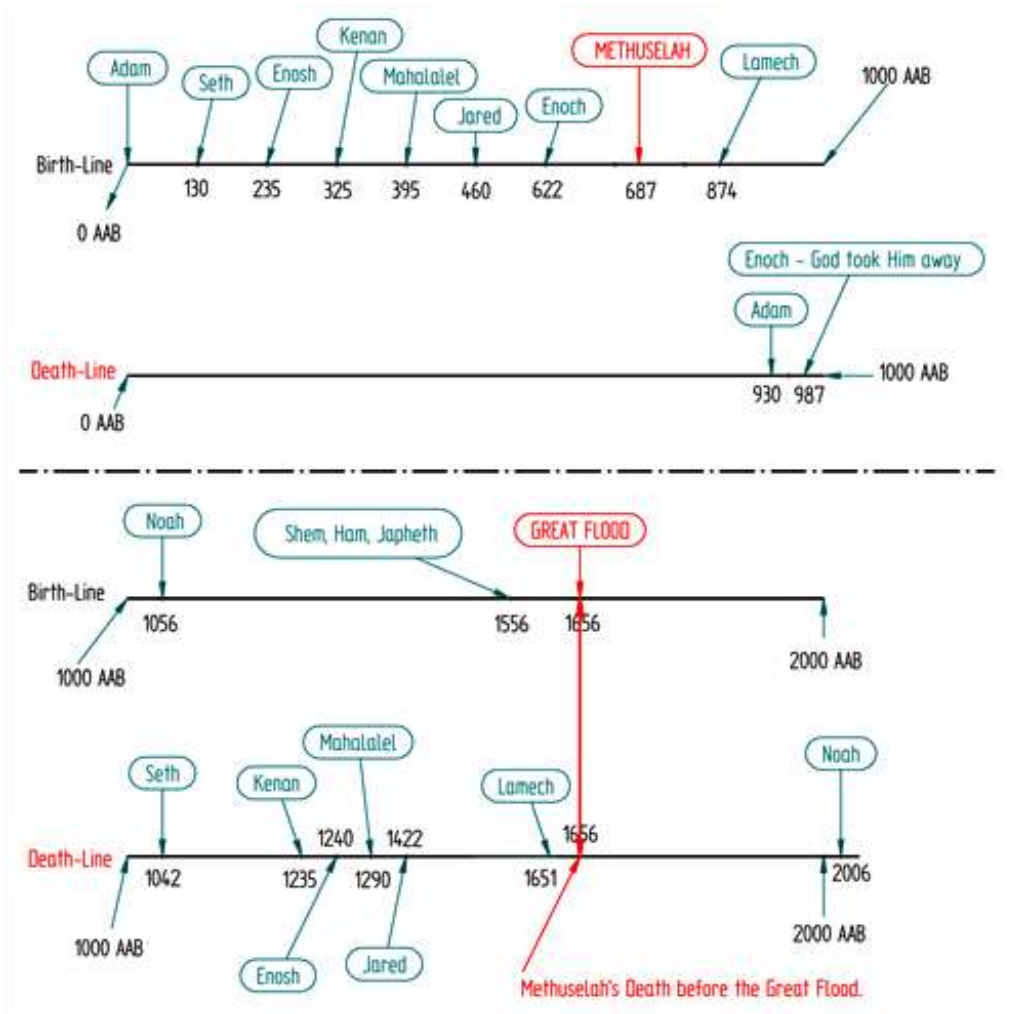 Adam
Seth
Enosh
Kenan
Mahalalel
Jared
Enoch
METHUSELAH
Lamech
1000 AAB
Birth-Line
130
235
325
395
460
622
687
874
0 AAB
Enoch - God took Him away
Adam
Death-Line
1000 AAB
930
987
0 AAB
Noah
Shem, Ham, Japheth
GREAT FLOOD
Birth-Line
1056
1556
1656
1000 AAB
2000 AAB
Seth
Kenan
Mahalalel
Lamech
Noah
1240
1422
1656
Death-Line
1042
1235
1290
1651
2006
1000 AAB
Enosh
Jared
2000 AAB
Methuselah's Death before the Great Flood.